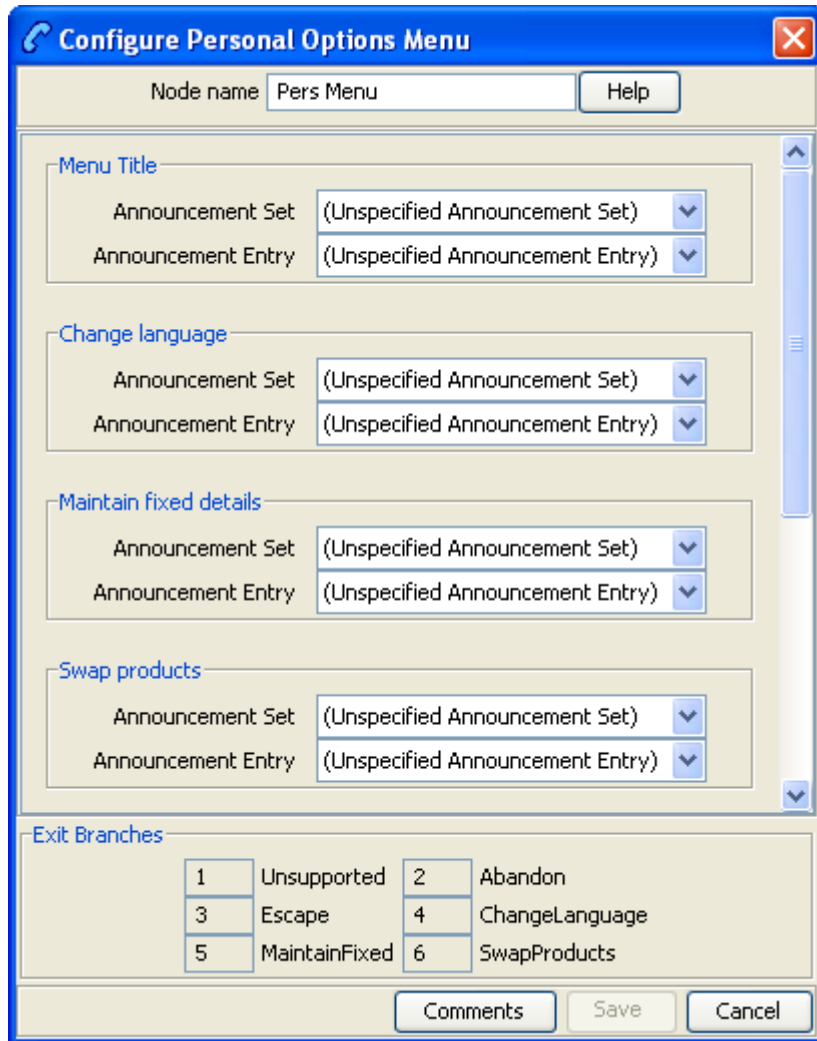 Configure Personal Options Menu
Node name Pers Menu Help
Menu Title
Announcement Set (Unspecified Announcement Set)
Announcement Entry (Unspecified Announcement Entry)
Change language
Announcement Set (Unspecified Announcement Set)
Announcement Entry (Unspecified Announcement Entry)
Maintain fixed details
Announcement Set (Unspecified Announcement Set)
Announcement Entry (Unspecified Announcement Entry)
Swap products
Announcement Set (Unspecified Announcement Set)
Announcement Entry (Unspecified Announcement Entry)
Exit Branches
1 Unsupported 2 Abandon
3 Escape 4 ChangeLanguage
5 MaintainFixed 6 SwapProducts
Comments Save Cancel